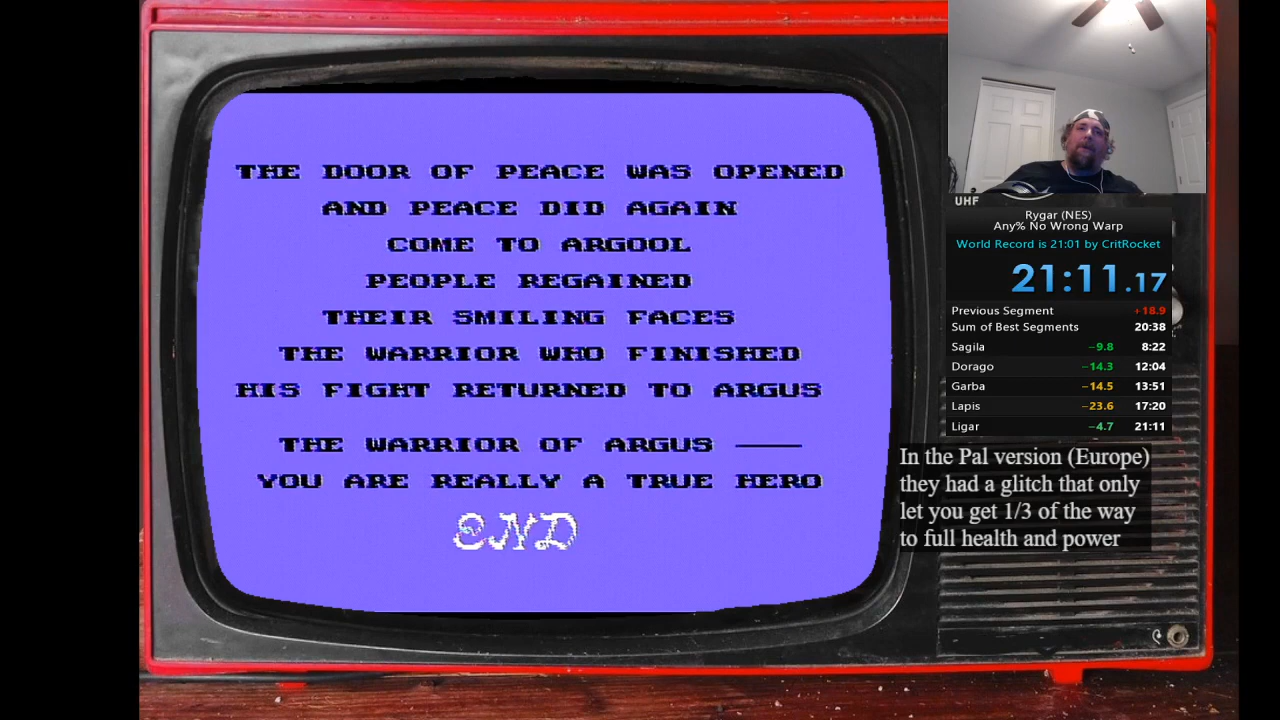 THE DOOR OF PEACE WAS OPENED
AND PEACE DID AGAIN
COME TO ARGOOL
PEOPLE REGAINED
THEIR SMILING FACES
THE WARRIOR WHO FINISHED
HIS FIGHT RETURNED TO ARGUS
THE WARRIOR OF ARGUS ——
YOU ARE REALLY A TRUE HERO
END
UHF
Rygar (NES)
Any% No Wrong Warp
World Record is 21:01 by CritRocket
21:11.17
Previous Segment +18.9
Sum of Best Segments 20:38
Sagila −9.8 8:22
Dorago −14.3 12:04
Garba −14.5 13:51
Lapis −23.6 17:20
Ligar −4.7 21:11
In the Pal version (Europe)
they had a glitch that only
let you get 1/3 of the way
to full health and power